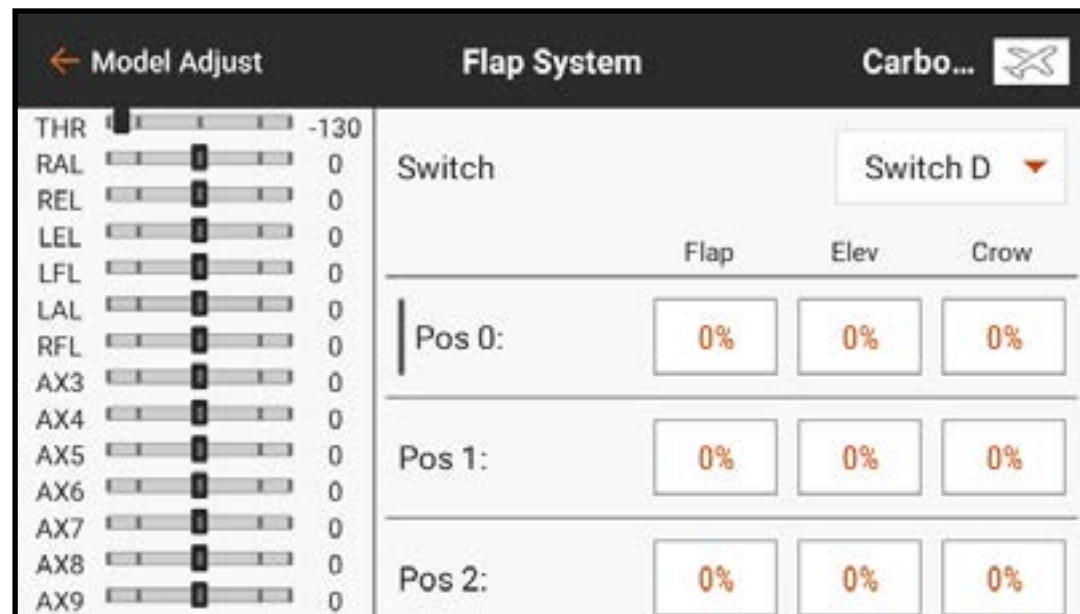 ← Model Adjust Flap System Carbo...
THR -130
RAL 0
REL 0
LEL 0
LFL 0
LAL 0
RFL 0
AX3 0
AX4 0
AX5 0
AX6 0
AX7 0
AX8 0
AX9 0
Switch Switch D
Flap Elev Crow
Pos 0: 0% 0% 0%
Pos 1: 0% 0% 0%
Pos 2: 0% 0% 0%